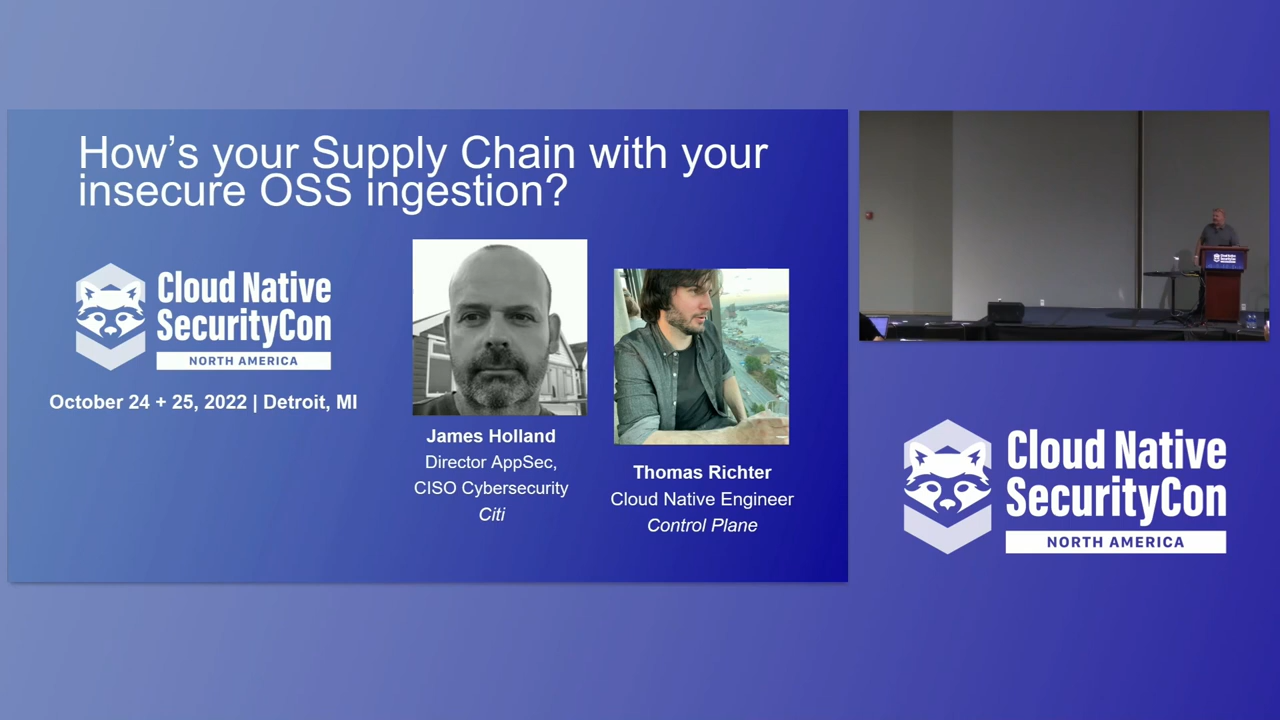 How's your Supply Chain with your
insecure OSS ingestion?
Cloud Native
SecurityCon
NORTH AMERICA
October 24 + 25, 2022 | Detroit, MI
James Holland
Director AppSec,
CISO Cybersecurity
Citi
Thomas Richter
Cloud Native Engineer
Control Plane
Cloud Native
SecurityCon
NORTH AMERICA